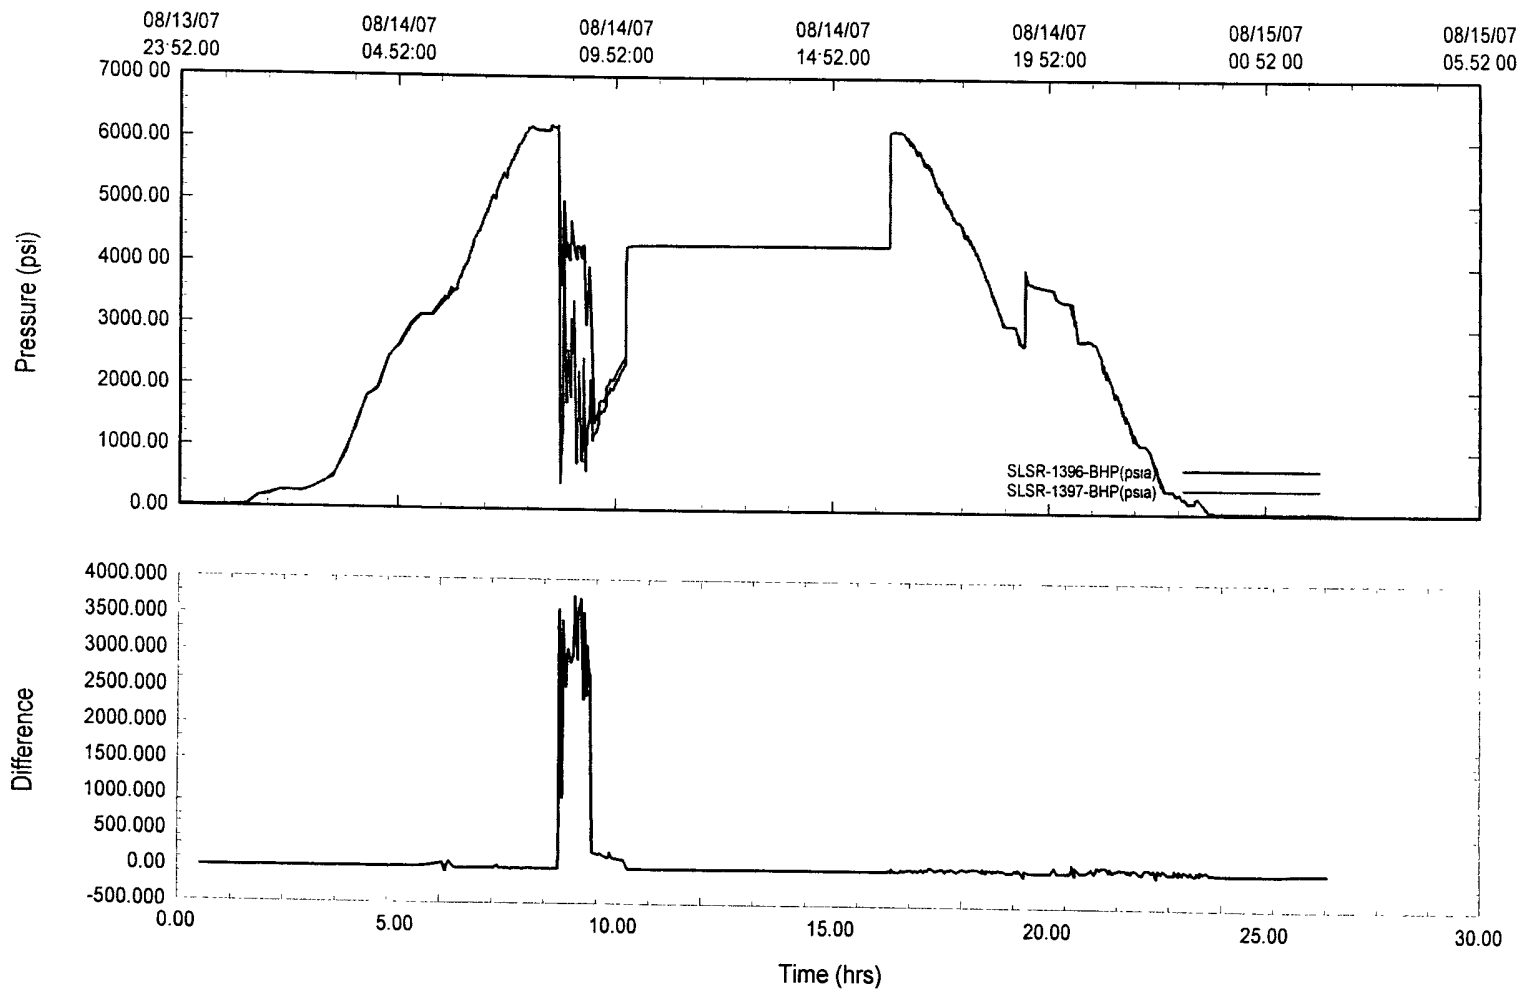 08/13/07 08/14/07 08/14/07 08/14/07 08/14/07 08/15/07 08/15/07
23:52.00 04.52:00 09.52:00 14:52.00 19 52:00 00 52 00 05.52 00
7000 00
6000.00
5000.00
4000 00
3000.00
2000.00
1000.00
0.00
Pressure (psi)
SLSR-1396-BHP(psia)
SLSR-1397-BHP(psia)
4000.000
3500.000
3000.000
2500.000
2000.000
1500.000
1000.000
500.000
0.00
-500.000
Difference
0.00 5.00 10.00 15.00 20.00 25.00 30.00
Time (hrs)